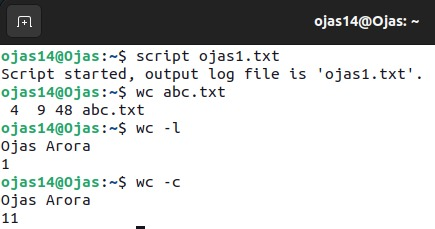 ojas14@Ojas: ~
ojas14@Ojas:~$ script ojas1.txt
Script started, output log file is 'ojas1.txt'.
ojas14@Ojas:~$ wc abc.txt
 4  9 48 abc.txt
ojas14@Ojas:~$ wc -l
Ojas Arora
1
ojas14@Ojas:~$ wc -c
Ojas Arora
11